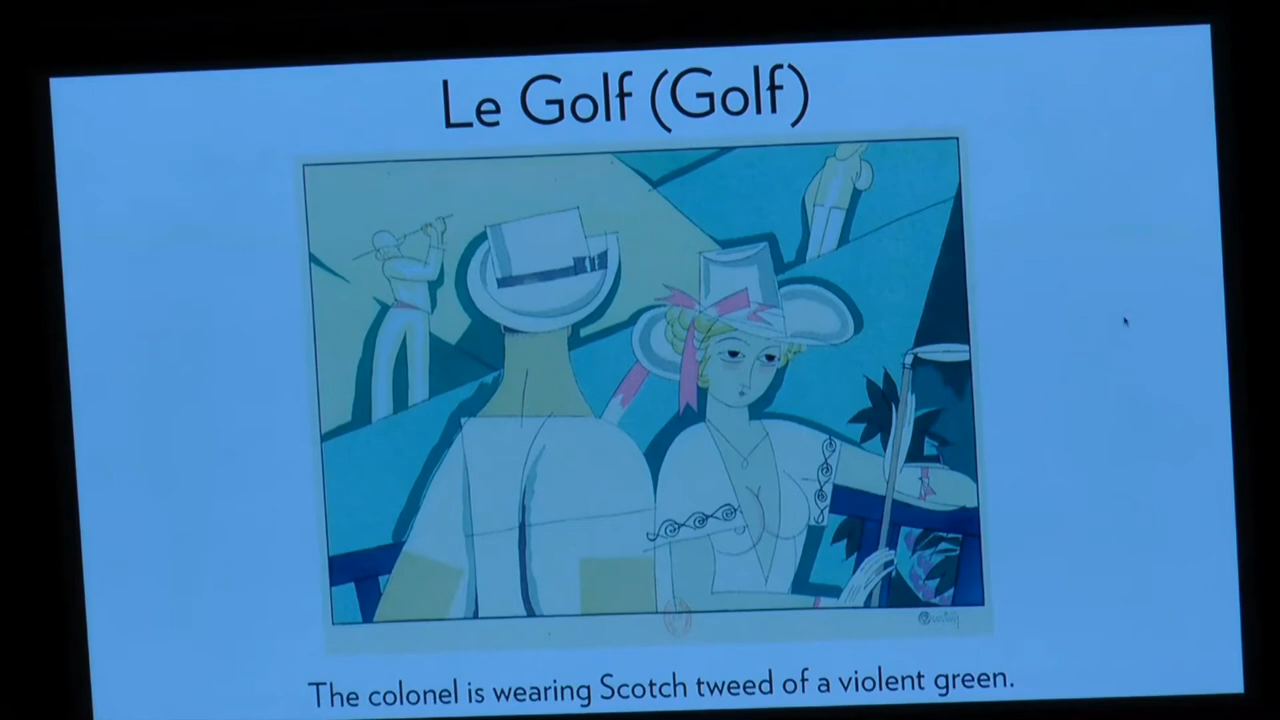 Le Golf (Golf)
The colonel is wearing Scotch tweed of a violent green.